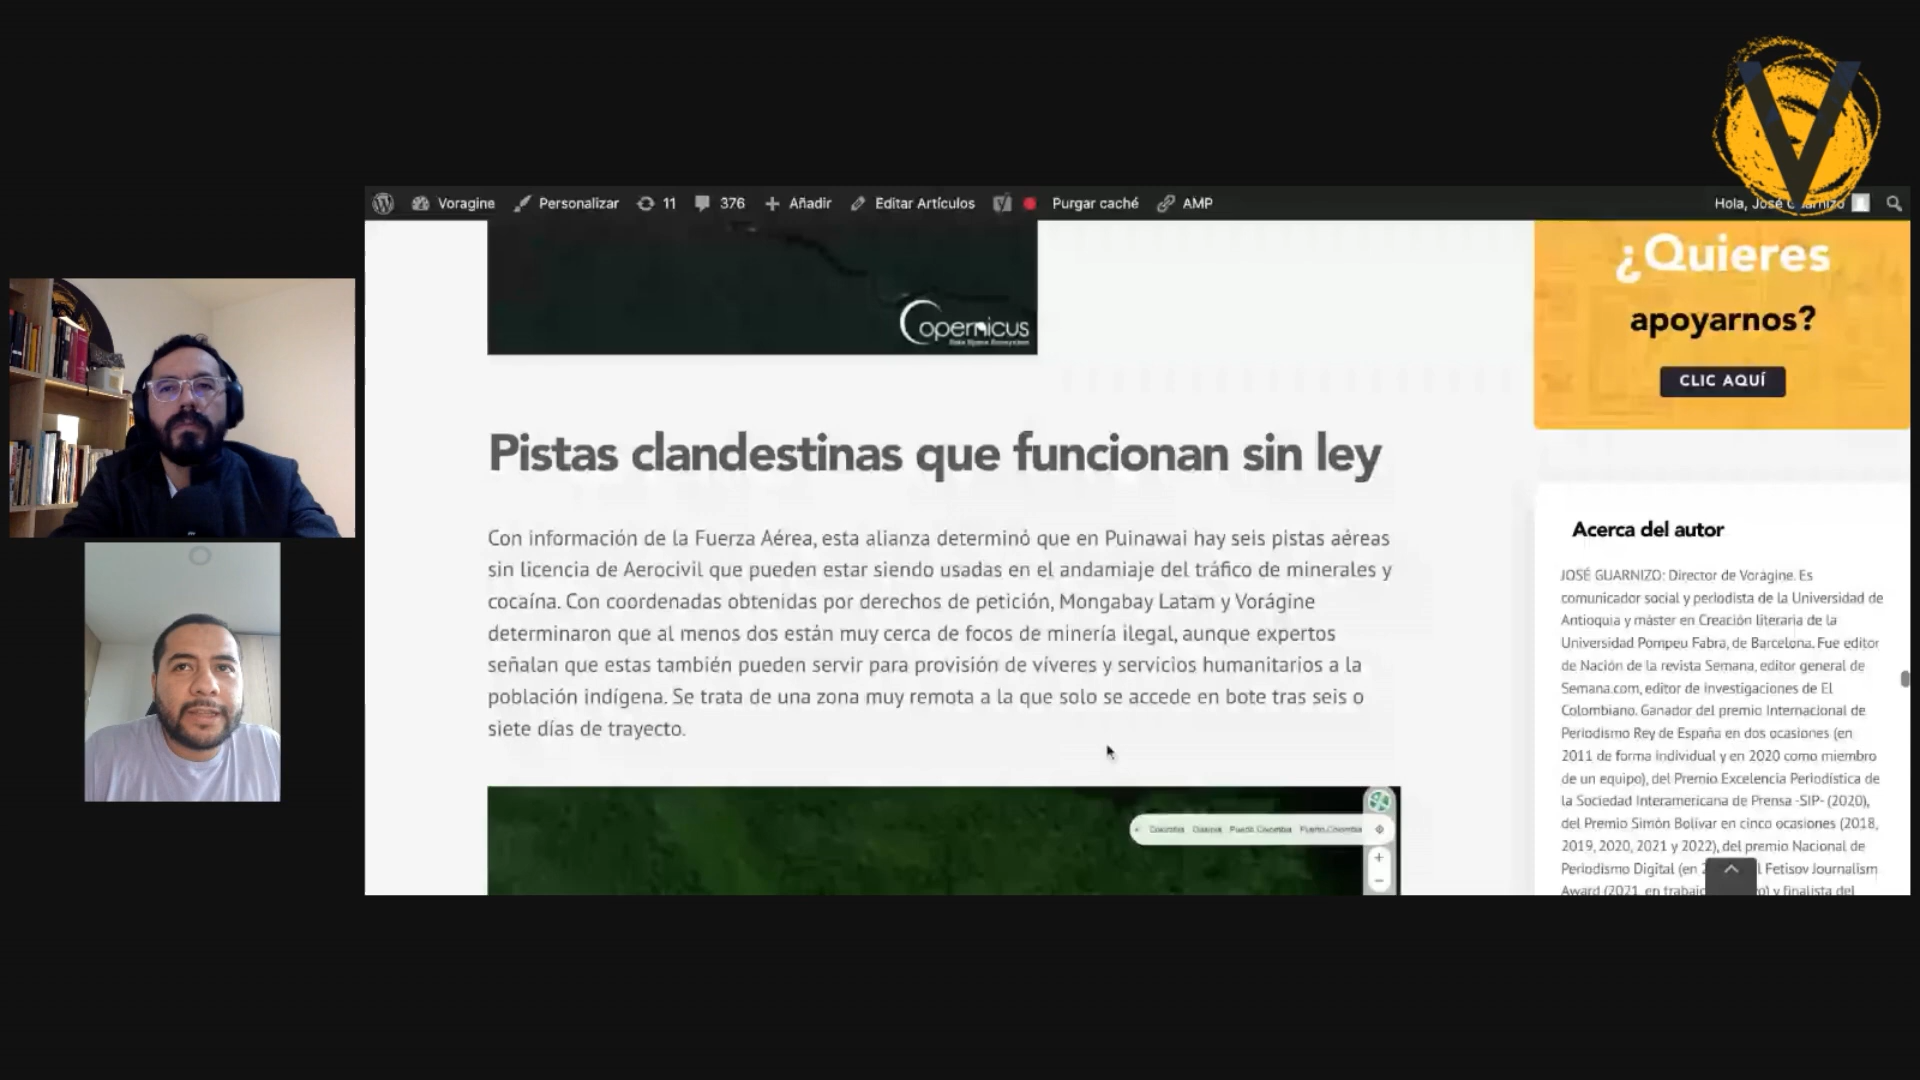 V
Voragine Personalizar 11 376 Añadir Editar Artículos Purgar caché AMP Hola, José Guarnizo
Copernicus
Pistas clandestinas que funcionan sin ley
Con información de la Fuerza Aérea, esta alianza determinó que en Puinawai hay seis pistas aéreas
sin licencia de Aerocivil que pueden estar siendo usadas en el andamiaje del tráfico de minerales y
cocaína. Con coordenadas obtenidas por derechos de petición, Mongabay Latam y Vorágine
determinaron que al menos dos están muy cerca de focos de minería ilegal, aunque expertos
señalan que estas también pueden servir para provisión de víveres y servicios humanitarios a la
población indígena. Se trata de una zona muy remota a la que solo se accede en bote tras seis o
siete días de trayecto.
¿Quieres
apoyarnos?
CLIC AQUÍ
Acerca del autor
JOSÉ GUARNIZO: Director de Vorágine. Es
comunicador social y periodista de la Universidad de
Antioquia y máster en Creación literaria de la
Universidad Pompeu Fabra, de Barcelona. Fue editor
de Nación de la revista Semana, editor general de
Semana.com, editor de Investigaciones de El
Colombiano. Ganador del premio Internacional de
Periodismo Rey de España en dos ocasiones (en
2011 de forma individual y en 2020 como miembro
de un equipo), del Premio Excelencia Periodística de
la Sociedad Interamericana de Prensa -SIP- (2020),
del Premio Simón Bolívar en cinco ocasiones (2018,
2019, 2020, 2021 y 2022), del premio Nacional de
Periodismo Digital (en Fetisov Journalism
Award (2021, en y finalista del